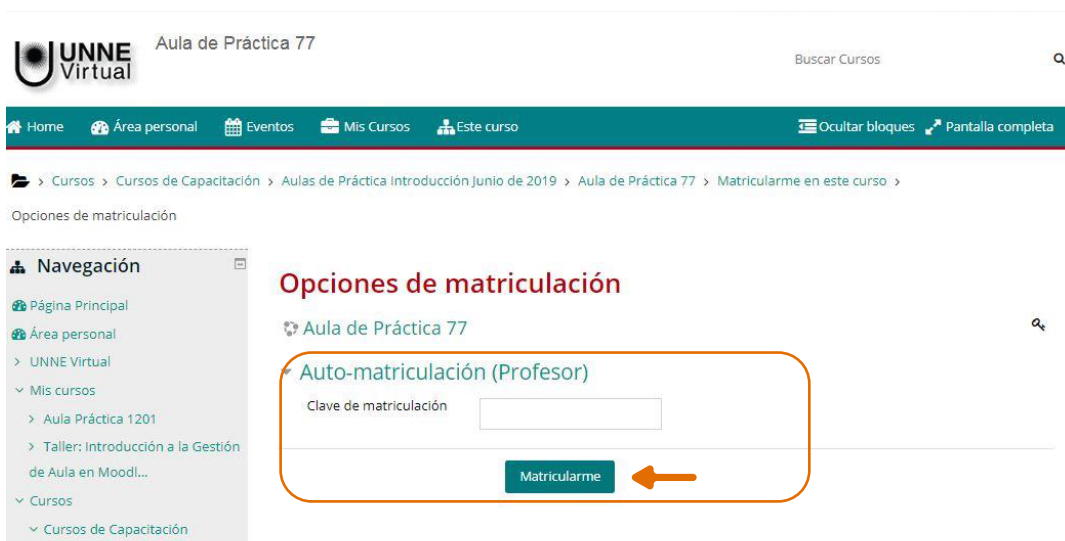 UNNE
Virtual
Aula de Práctica 77
Buscar Cursos
Home Área personal Eventos Mis Cursos Este curso Ocultar bloques Pantalla completa
> Cursos > Cursos de Capacitación > Aulas de Práctica Introducción Junio de 2019 > Aula de Práctica 77 > Matricularme en este curso >
Opciones de matriculación
Navegación
Página Principal
Área personal
> UNNE Virtual
Mis cursos
> Aula Práctica 1201
> Taller: Introducción a la Gestión
de Aula en Moodl...
Cursos
Cursos de Capacitación
Opciones de matriculación
Aula de Práctica 77
Auto-matriculación (Profesor)
Clave de matriculación
Matricularme